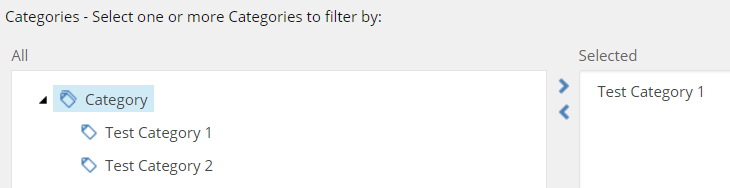 Categories - Select one or more Categories to filter by:
All
Selected
Category
Test Category 1
Test Category 2
Test Category 1